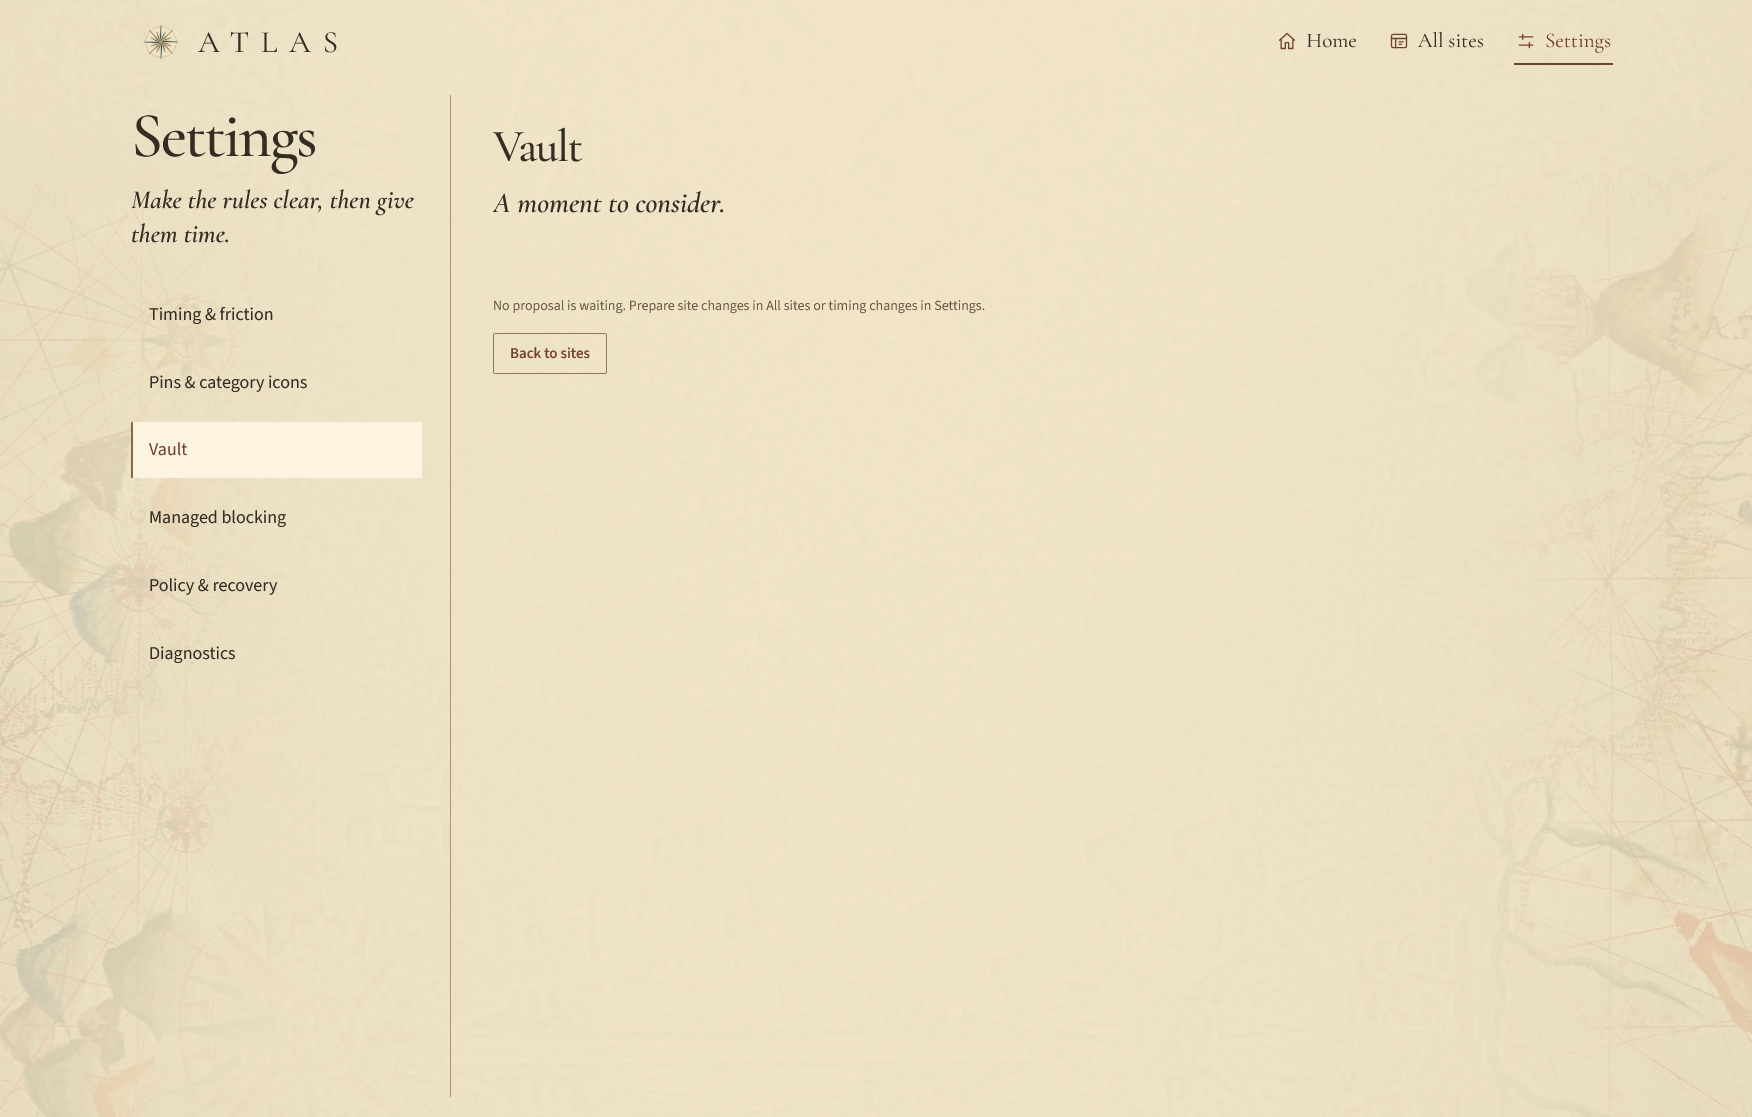 ATLAS
Home
All sites
Settings
Settings
Make the rules clear, then give
them time.
Timing & friction
Pins & category icons
Vault
Managed blocking
Policy & recovery
Diagnostics
Vault
A moment to consider.
No proposal is waiting. Prepare site changes in All sites or timing changes in Settings.
Back to sites